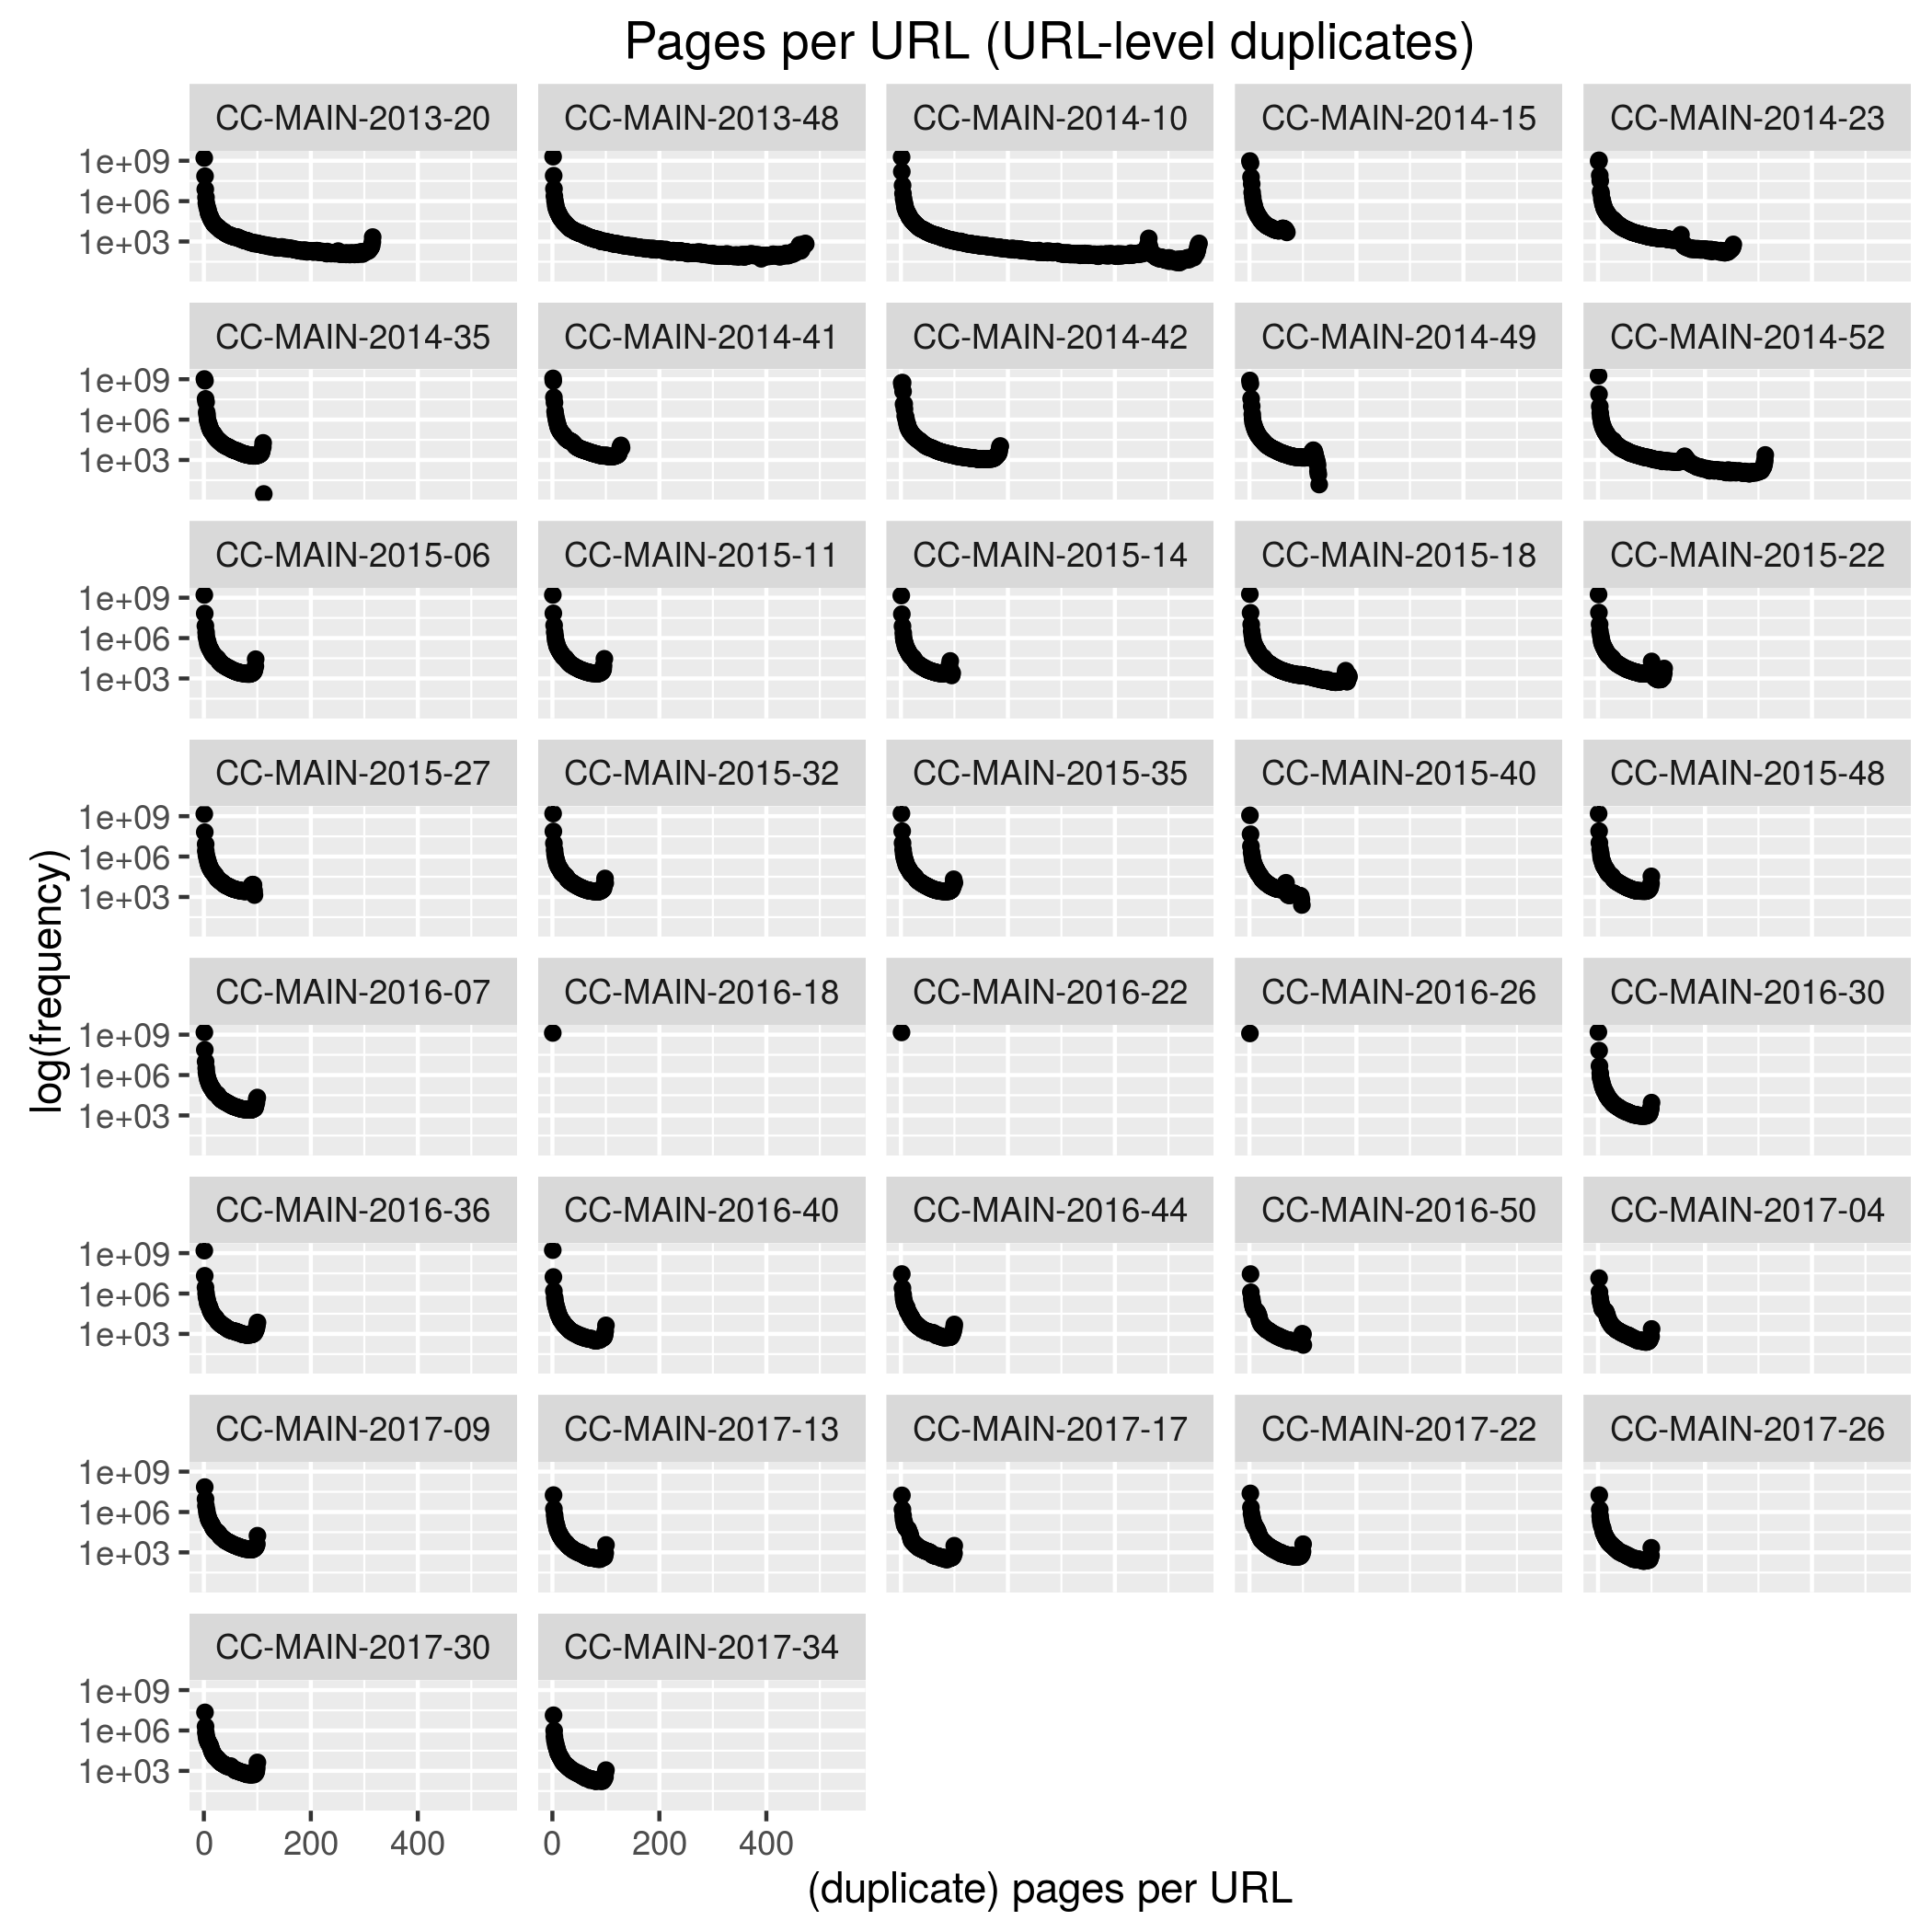 Pages per URL (URL-level duplicates)
CC-MAIN-2013-20 CC-MAIN-2013-48 CC-MAIN-2014-10 CC-MAIN-2014-15 CC-MAIN-2014-23
1e+09
1e+06
1e+03
CC-MAIN-2014-35 CC-MAIN-2014-41 CC-MAIN-2014-42 CC-MAIN-2014-49 CC-MAIN-2014-52
1e+09
1e+06
1e+03
CC-MAIN-2015-06 CC-MAIN-2015-11 CC-MAIN-2015-14 CC-MAIN-2015-18 CC-MAIN-2015-22
1e+09
1e+06
1e+03
CC-MAIN-2015-27 CC-MAIN-2015-32 CC-MAIN-2015-35 CC-MAIN-2015-40 CC-MAIN-2015-48
1e+09
1e+06
1e+03
log(frequency)
CC-MAIN-2016-07 CC-MAIN-2016-18 CC-MAIN-2016-22 CC-MAIN-2016-26 CC-MAIN-2016-30
1e+09
1e+06
1e+03
CC-MAIN-2016-36 CC-MAIN-2016-40 CC-MAIN-2016-44 CC-MAIN-2016-50 CC-MAIN-2017-04
1e+09
1e+06
1e+03
CC-MAIN-2017-09 CC-MAIN-2017-13 CC-MAIN-2017-17 CC-MAIN-2017-22 CC-MAIN-2017-26
1e+09
1e+06
1e+03
CC-MAIN-2017-30 CC-MAIN-2017-34
1e+09
1e+06
1e+03
0 200 400 0 200 400
(duplicate) pages per URL